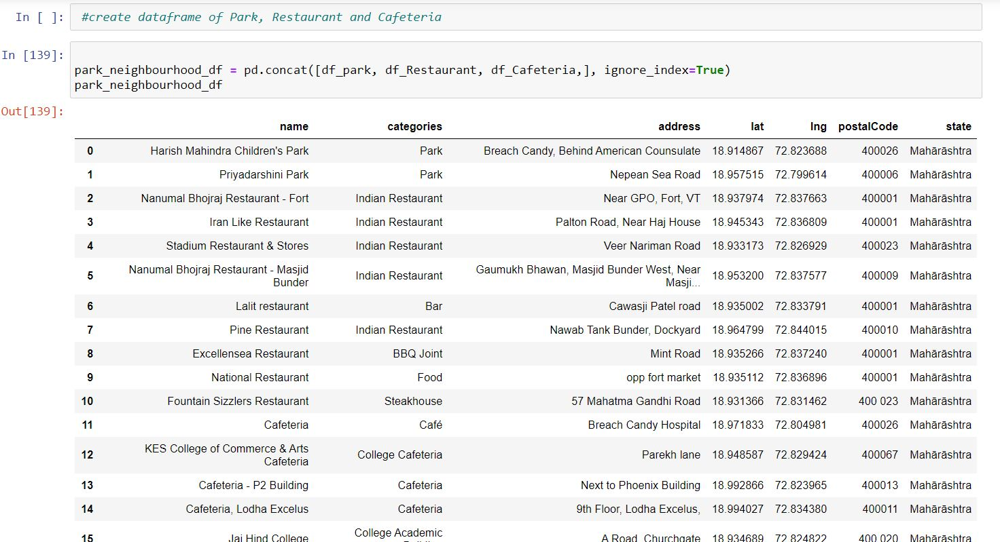 In [ ]: #create dataframe of Park, Restaurant and Cafeteria
In [139]:
park_neighbourhood_df = pd.concat([df_park, df_Restaurant, df_Cafeteria,], ignore_index=True)
park_neighbourhood_df
Out[139]:
name categories address lat lng postalCode state
0 Harish Mahindra Children's Park Park Breach Candy, Behind American Counsulate 18.914867 72.823688 400026 Mahārāshtra
1 Priyadarshini Park Park Nepean Sea Road 18.957515 72.799614 400006 Mahārāshtra
2 Nanumal Bhojraj Restaurant - Fort Indian Restaurant Near GPO, Fort, VT 18.937974 72.837663 400001 Mahārāshtra
3 Iran Like Restaurant Indian Restaurant Palton Road, Near Haj House 18.945343 72.836809 400001 Mahārāshtra
4 Stadium Restaurant & Stores Indian Restaurant Veer Nariman Road 18.933173 72.826929 400023 Mahārāshtra
Nanumal Bhojraj Restaurant - Masjid Gaumukh Bhawan, Masjid Bunder West, Near
5 Indian Restaurant 18.953200 72.837577 400009 Mahārāshtra
Bunder Masji...
6 Lalit restaurant Bar Cawasji Patel road 18.935002 72.833791 400001 Mahārāshtra
7 Pine Restaurant Indian Restaurant Nawab Tank Bunder, Dockyard 18.964799 72.844015 400010 Mahārāshtra
8 Excellensea Restaurant BBQ Joint Mint Road 18.935266 72.837240 400001 Mahārāshtra
9 National Restaurant Food opp fort market 18.935112 72.836896 400001 Mahārāshtra
10 Fountain Sizzlers Restaurant Steakhouse 57 Mahatma Gandhi Road 18.931366 72.831462 400 023 Mahārāshtra
11 Cafeteria Café Breach Candy Hospital 18.971833 72.804981 400026 Mahārāshtra
KES College of Commerce & Arts
12 College Cafeteria Parekh lane 18.948587 72.829424 400067 Mahārāshtra
Cafeteria
13 Cafeteria - P2 Building Cafeteria Next to Phoenix Building 18.992866 72.823965 400013 Mahārāshtra
14 Cafeteria, Lodha Excelus Cafeteria 9th Floor, Lodha Excelus, 18.994027 72.834380 400011 Mahārāshtra
College Academic
15 Jai Hind College A Road, Churchgate 18.934689 72.824822 400 020 Mahārāshtra